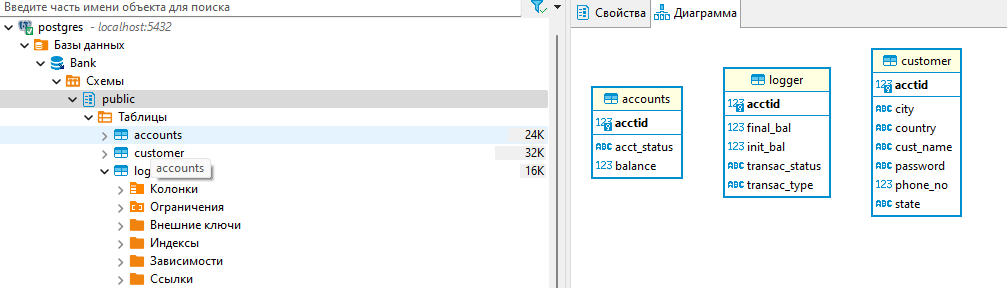 Введите часть имени объекта для поиска
postgres - localhost:5432
Базы данных
Bank
Схемы
public
Таблицы
accounts 24K
customer 32K
log 16K
accounts
Колонки
Ограничения
Внешние ключи
Индексы
Зависимости
Ссылки
Свойства Диаграмма
accounts
123 acctid
ABC acct_status
123 balance
logger
123 acctid
123 final_bal
123 init_bal
ABC transac_status
ABC transac_type
customer
123 acctid
ABC city
ABC country
ABC cust_name
ABC password
123 phone_no
ABC state